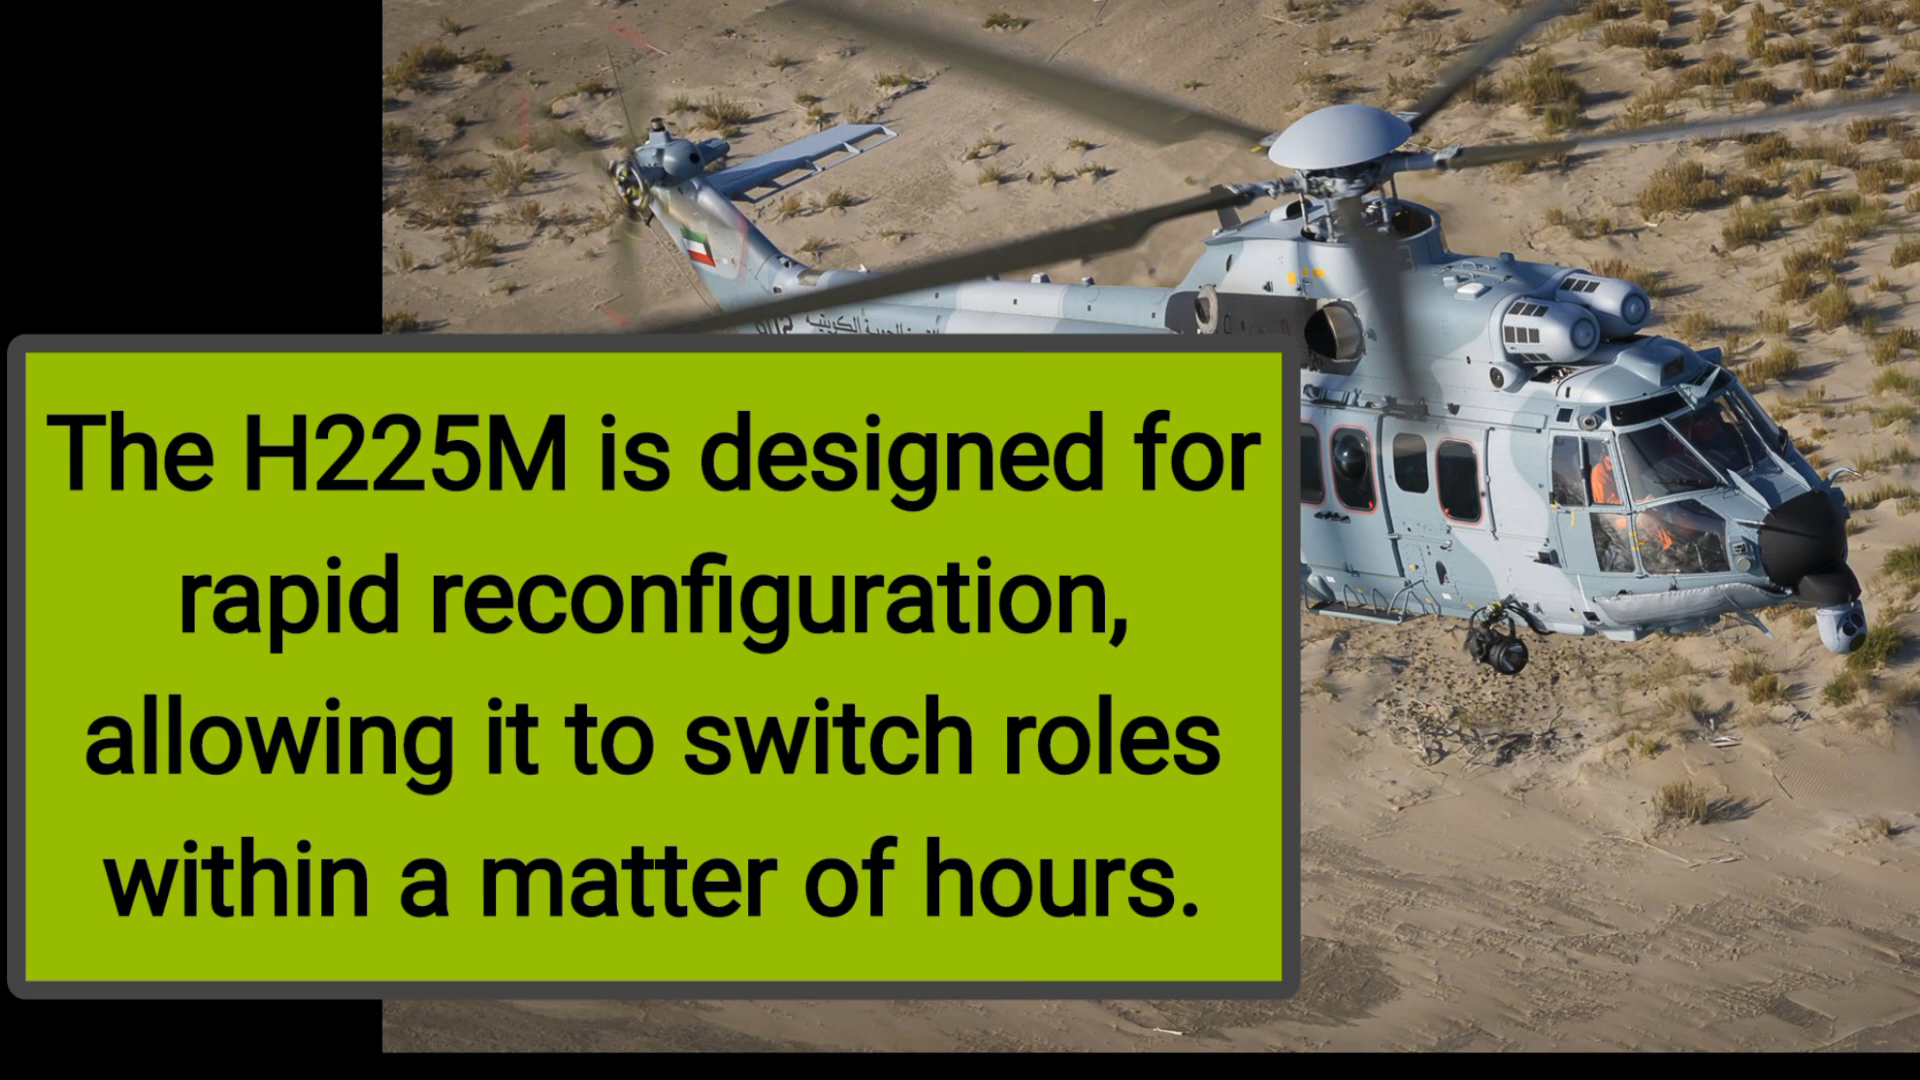 The H225M is designed for
rapid reconfiguration,
allowing it to switch roles
within a matter of hours.